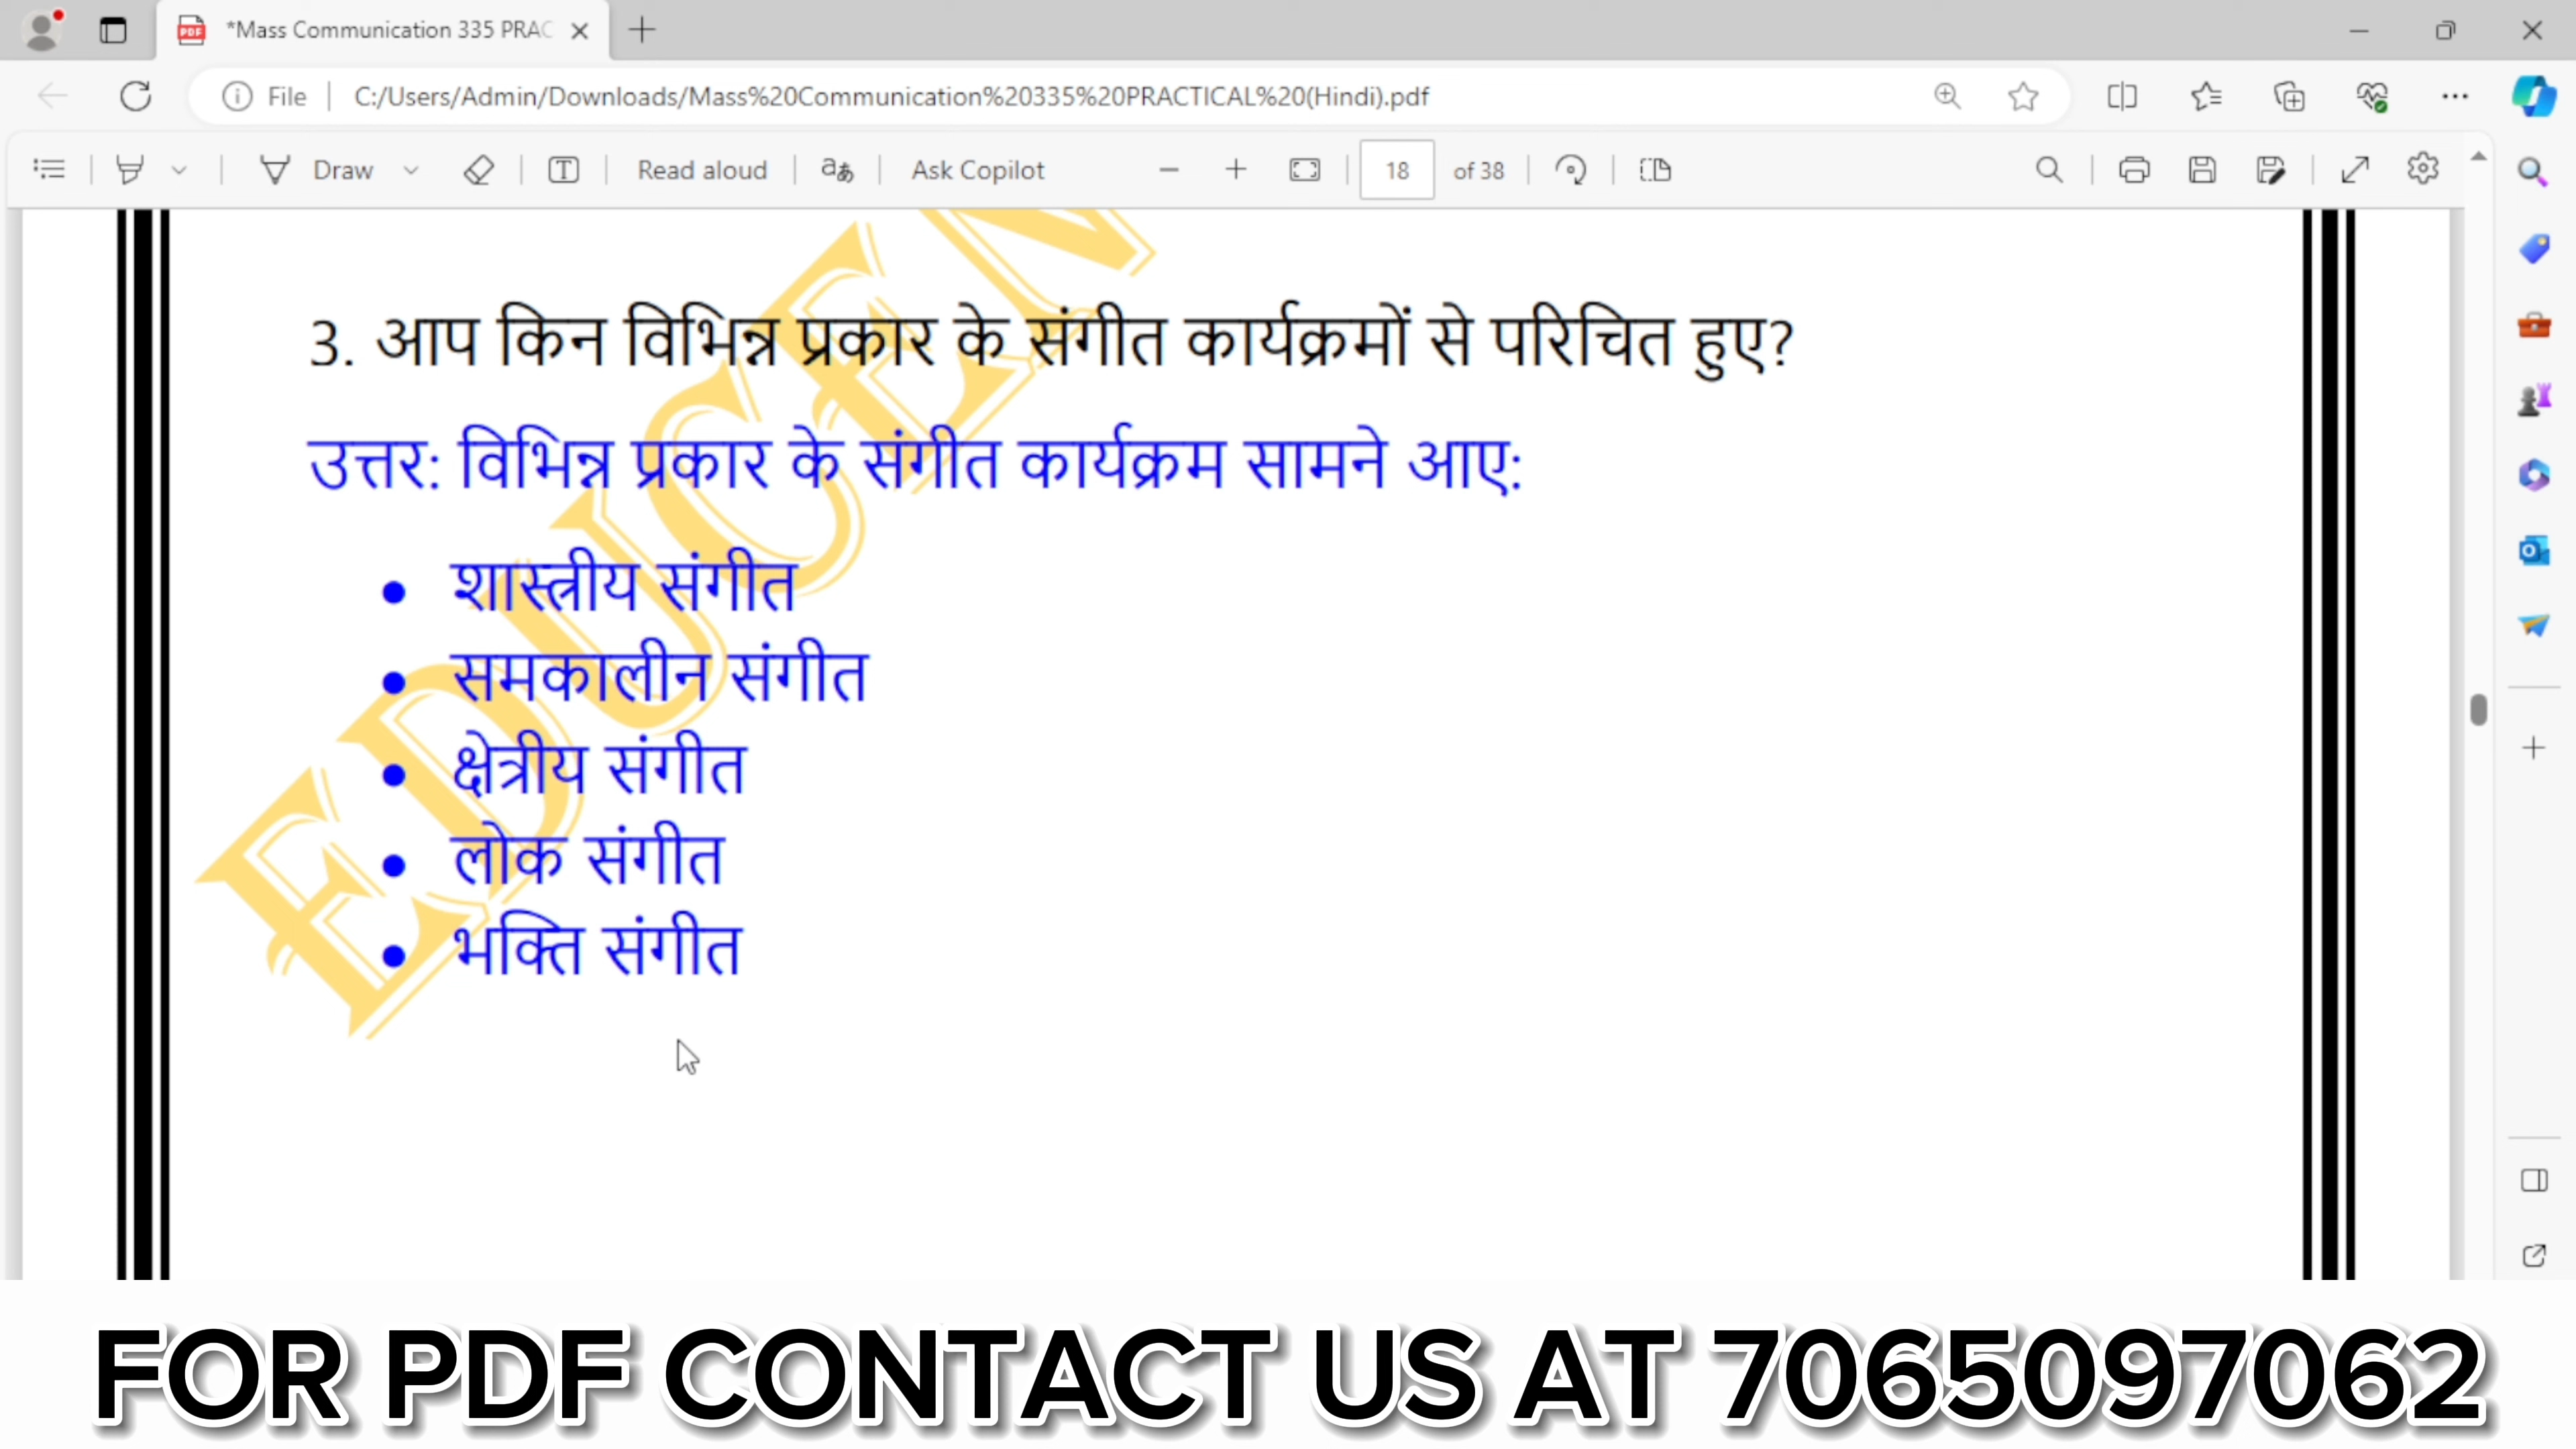 *Mass Communication 335 PRAC
File
C:/Users/Admin/Downloads/Mass%20Communication%20335%20PRACTICAL%20(Hindi).pdf
Draw
Read aloud
Ask Copilot
18 of 38
3. आप किन विभिन्न प्रकार के संगीत कार्यक्रमों से परिचित हुए?
उत्तर: विभिन्न प्रकार के संगीत कार्यक्रम सामने आए:
• शास्त्रीय संगीत
• समकालीन संगीत
• क्षेत्रीय संगीत
• लोक संगीत
• भक्ति संगीत
EDUCEN
FOR PDF CONTACT US AT 7065097062